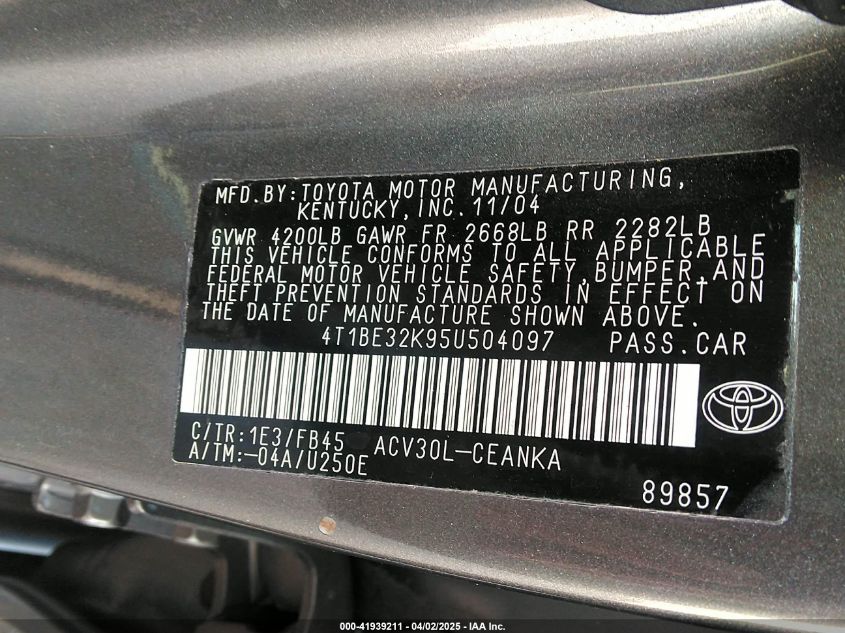 MFD.BY:TOYOTA MOTOR MANUFACTURING,
KENTUCKY,INC.11/04
GVWR 4200LB GAWR FR 2668LB RR 2282LB
THIS VEHICLE CONFORMS TO ALL APPLICABLE
FEDERAL MOTOR VEHICLE SAFETY,BUMPER,AND
THEFT PREVENTION STANDARDS IN EFFECT ON
THE DATE OF MANUFACTURE SHOWN ABOVE.
4T1BE32K95U504097 PASS.CAR
C/TR:1E3/FB45 ACV30L-CEANKA
A/TM:-04A/U250E
89857
000-41939211 - 04/02/2025 - IAA Inc.